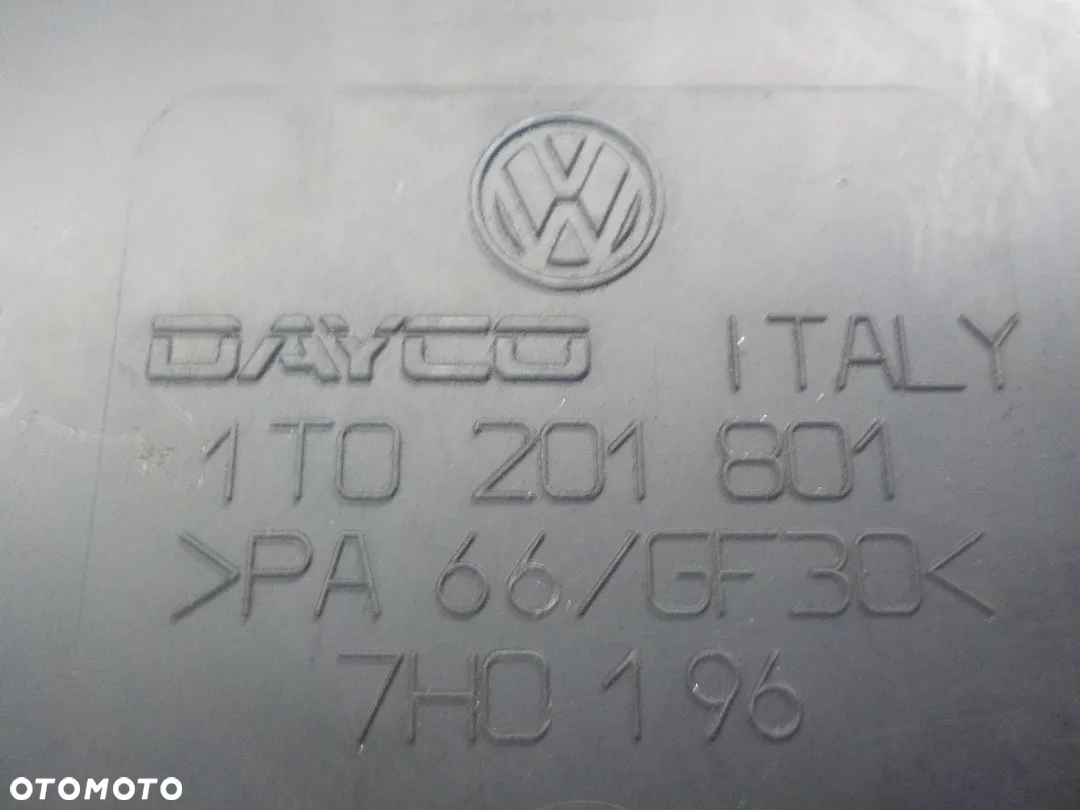 DAYCO ITALY
1T0 201 801
>PA 66/GF30<
7H0 196
OTOMOTO